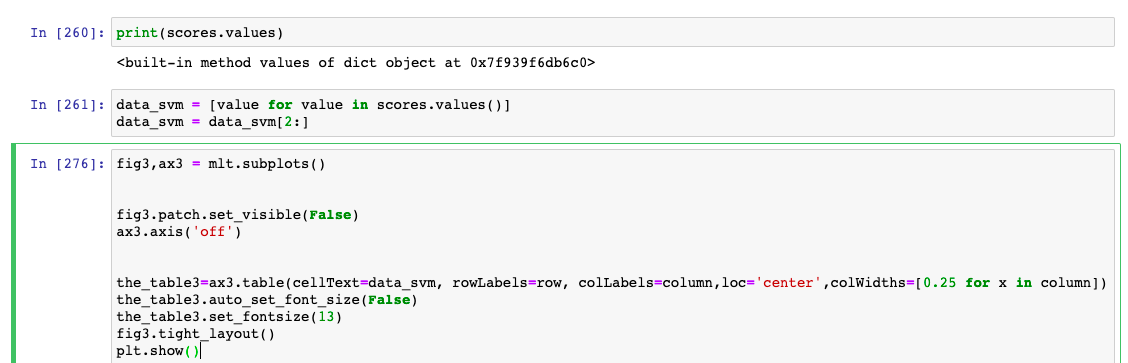 In [260]: print(scores.values)
<built-in method values of dict object at 0x7f939f6db6c0>
In [261]: data_svm = [value for value in scores.values()]
data_svm = data_svm[2:]
In [276]: fig3,ax3 = mlt.subplots()
fig3.patch.set_visible(False)
ax3.axis('off')
the_table3=ax3.table(cellText=data_svm, rowLabels=row, colLabels=column,loc='center',colWidths=[0.25 for x in column])
the_table3.auto_set_font_size(False)
the_table3.set_fontsize(13)
fig3.tight_layout()
plt.show()